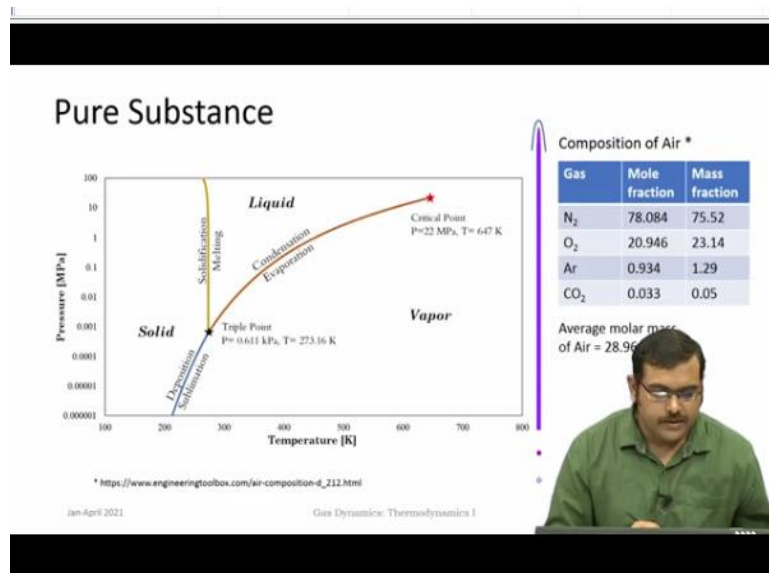 Pure Substance
100
10
1
0.1
0.01
0.001
0.0001
0.00001
0.000001
Pressure [MPa]
100
200
300
400
500
600
700
800
Temperature [K]
Solid
Liquid
Vapor
Solidification
Melting
Condensation
Evaporation
Deposition
Sublimation
Critical Point
P=22 MPa, T= 647 K
Triple Point
P= 0.611 kPa, T= 273.16 K
* https://www.engineeringtoolbox.com/air-composition-d_212.html
Composition of Air *
Gas Mole fraction Mass fraction
N2 78.084 75.52
O2 20.946 23.14
Ar 0.934 1.29
CO2 0.033 0.05
Average molar mass
of Air = 28.96
Jan-April 2021
Gas Dynamics: Thermodynamics I